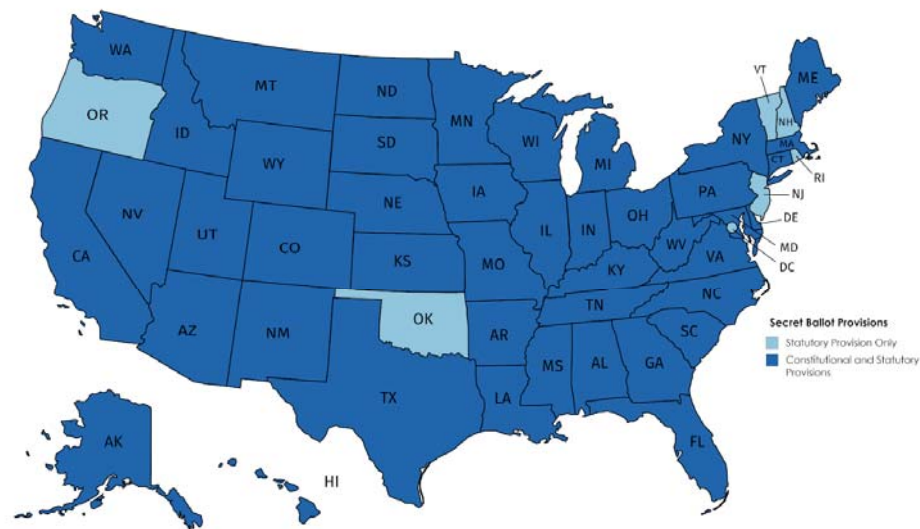 WA
MT
ND
MN
VT
ME
OR
ID
SD
WI
NH
NY
MA
WY
MI
CT
RI
IA
PA
NJ
NE
NV
OH
DE
UT
IL
IN
CO
WV
MD
CA
KS
MO
VA
DC
KY
NC
TN
OK
AZ
NM
AR
SC
MS
AL
GA
TX
LA
FL
AK
HI
Secret Ballot Provisions
Statutory Provision Only
Constitutional and Statutory
Provisions